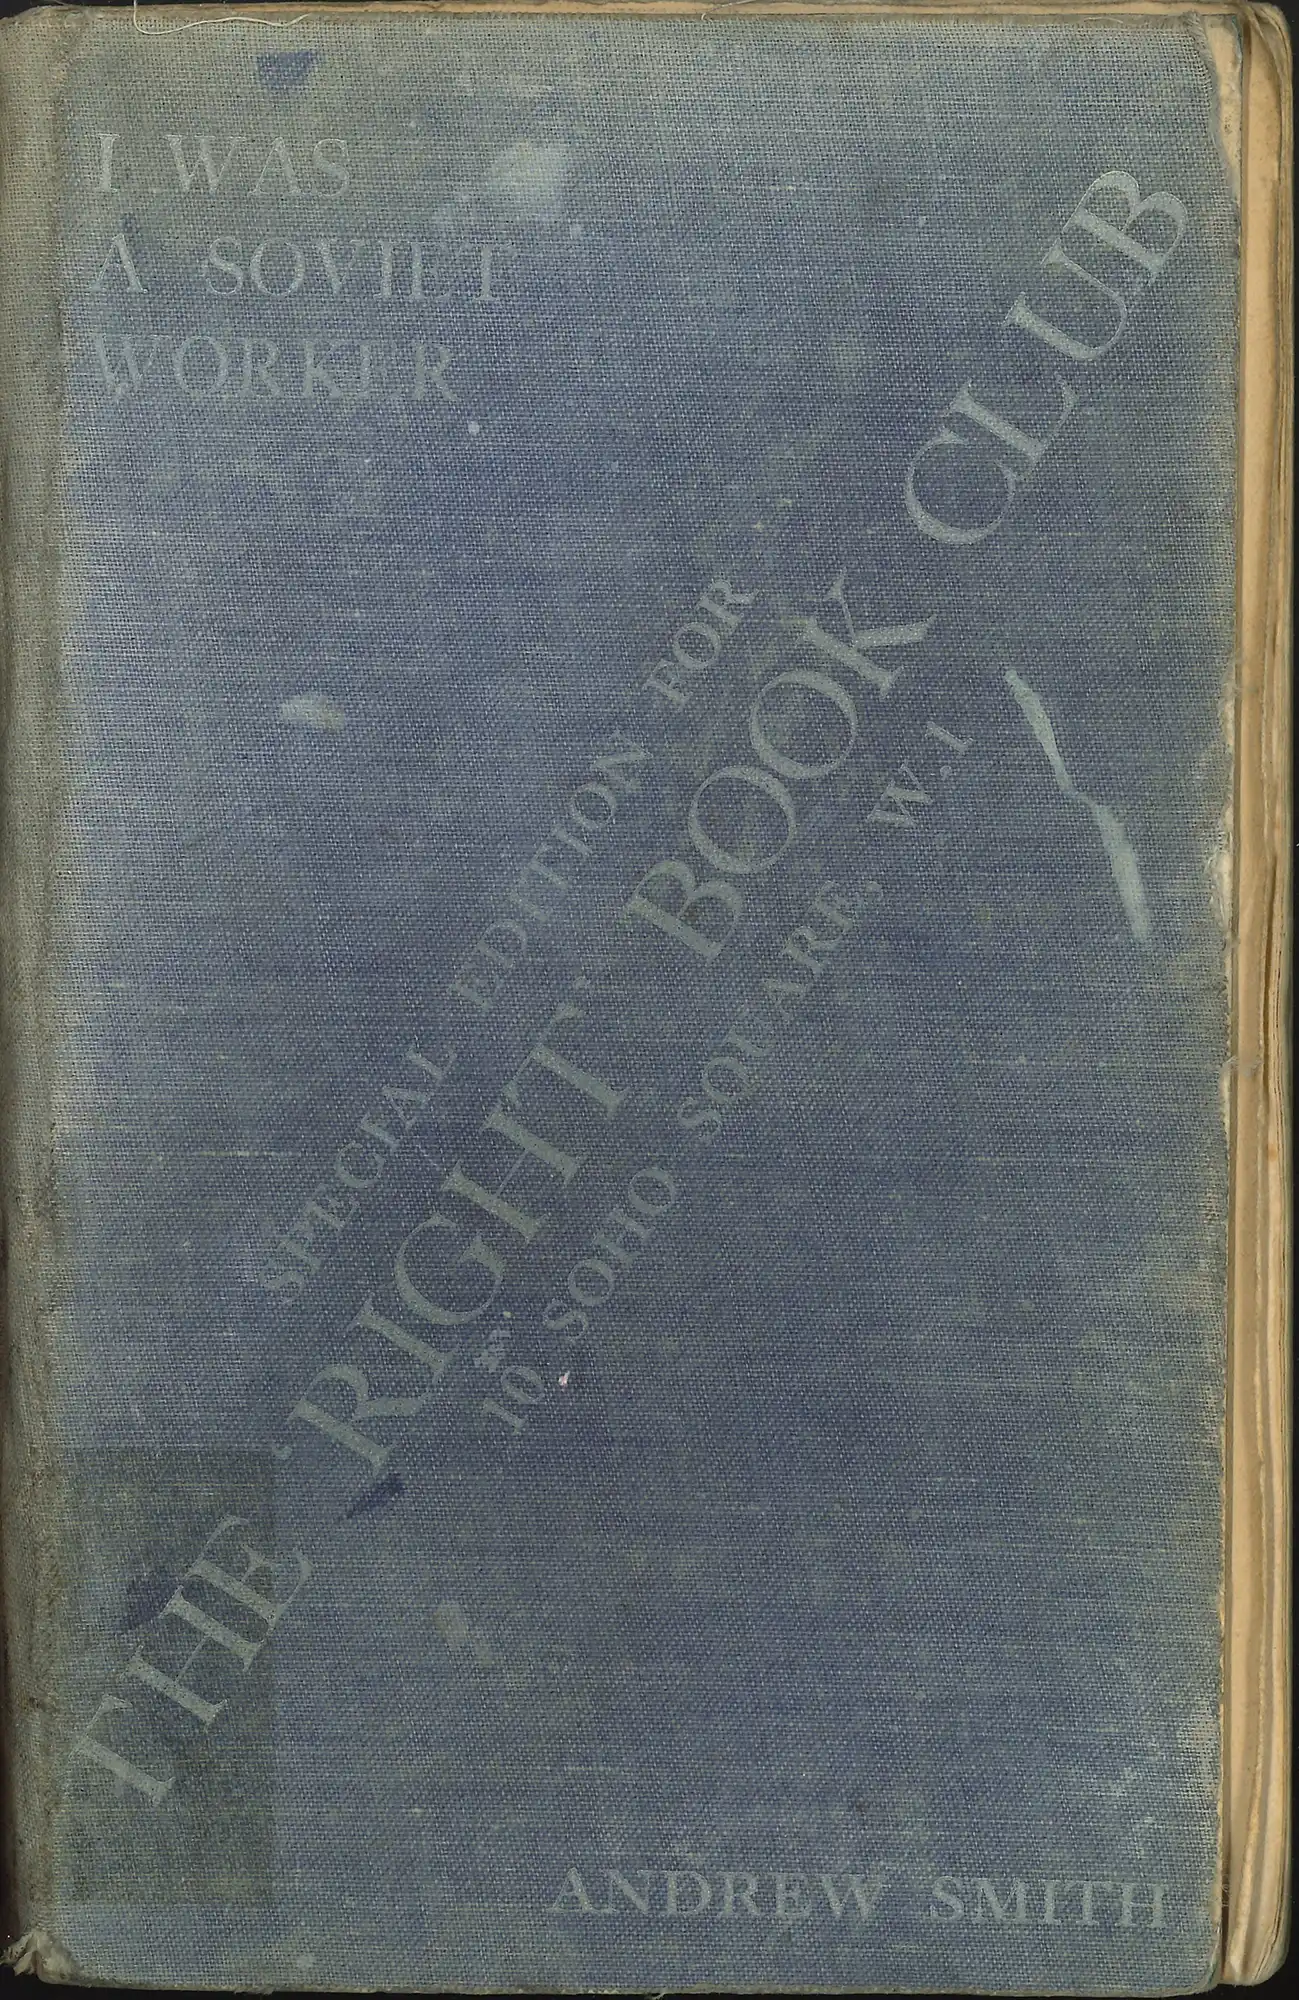 I WAS
A SOVIET
WORKER
SPECIAL EDITION FOR
THE 'RIGHT' BOOK CLUB
10 SOHO SQUARE, W.1
ANDREW SMITH